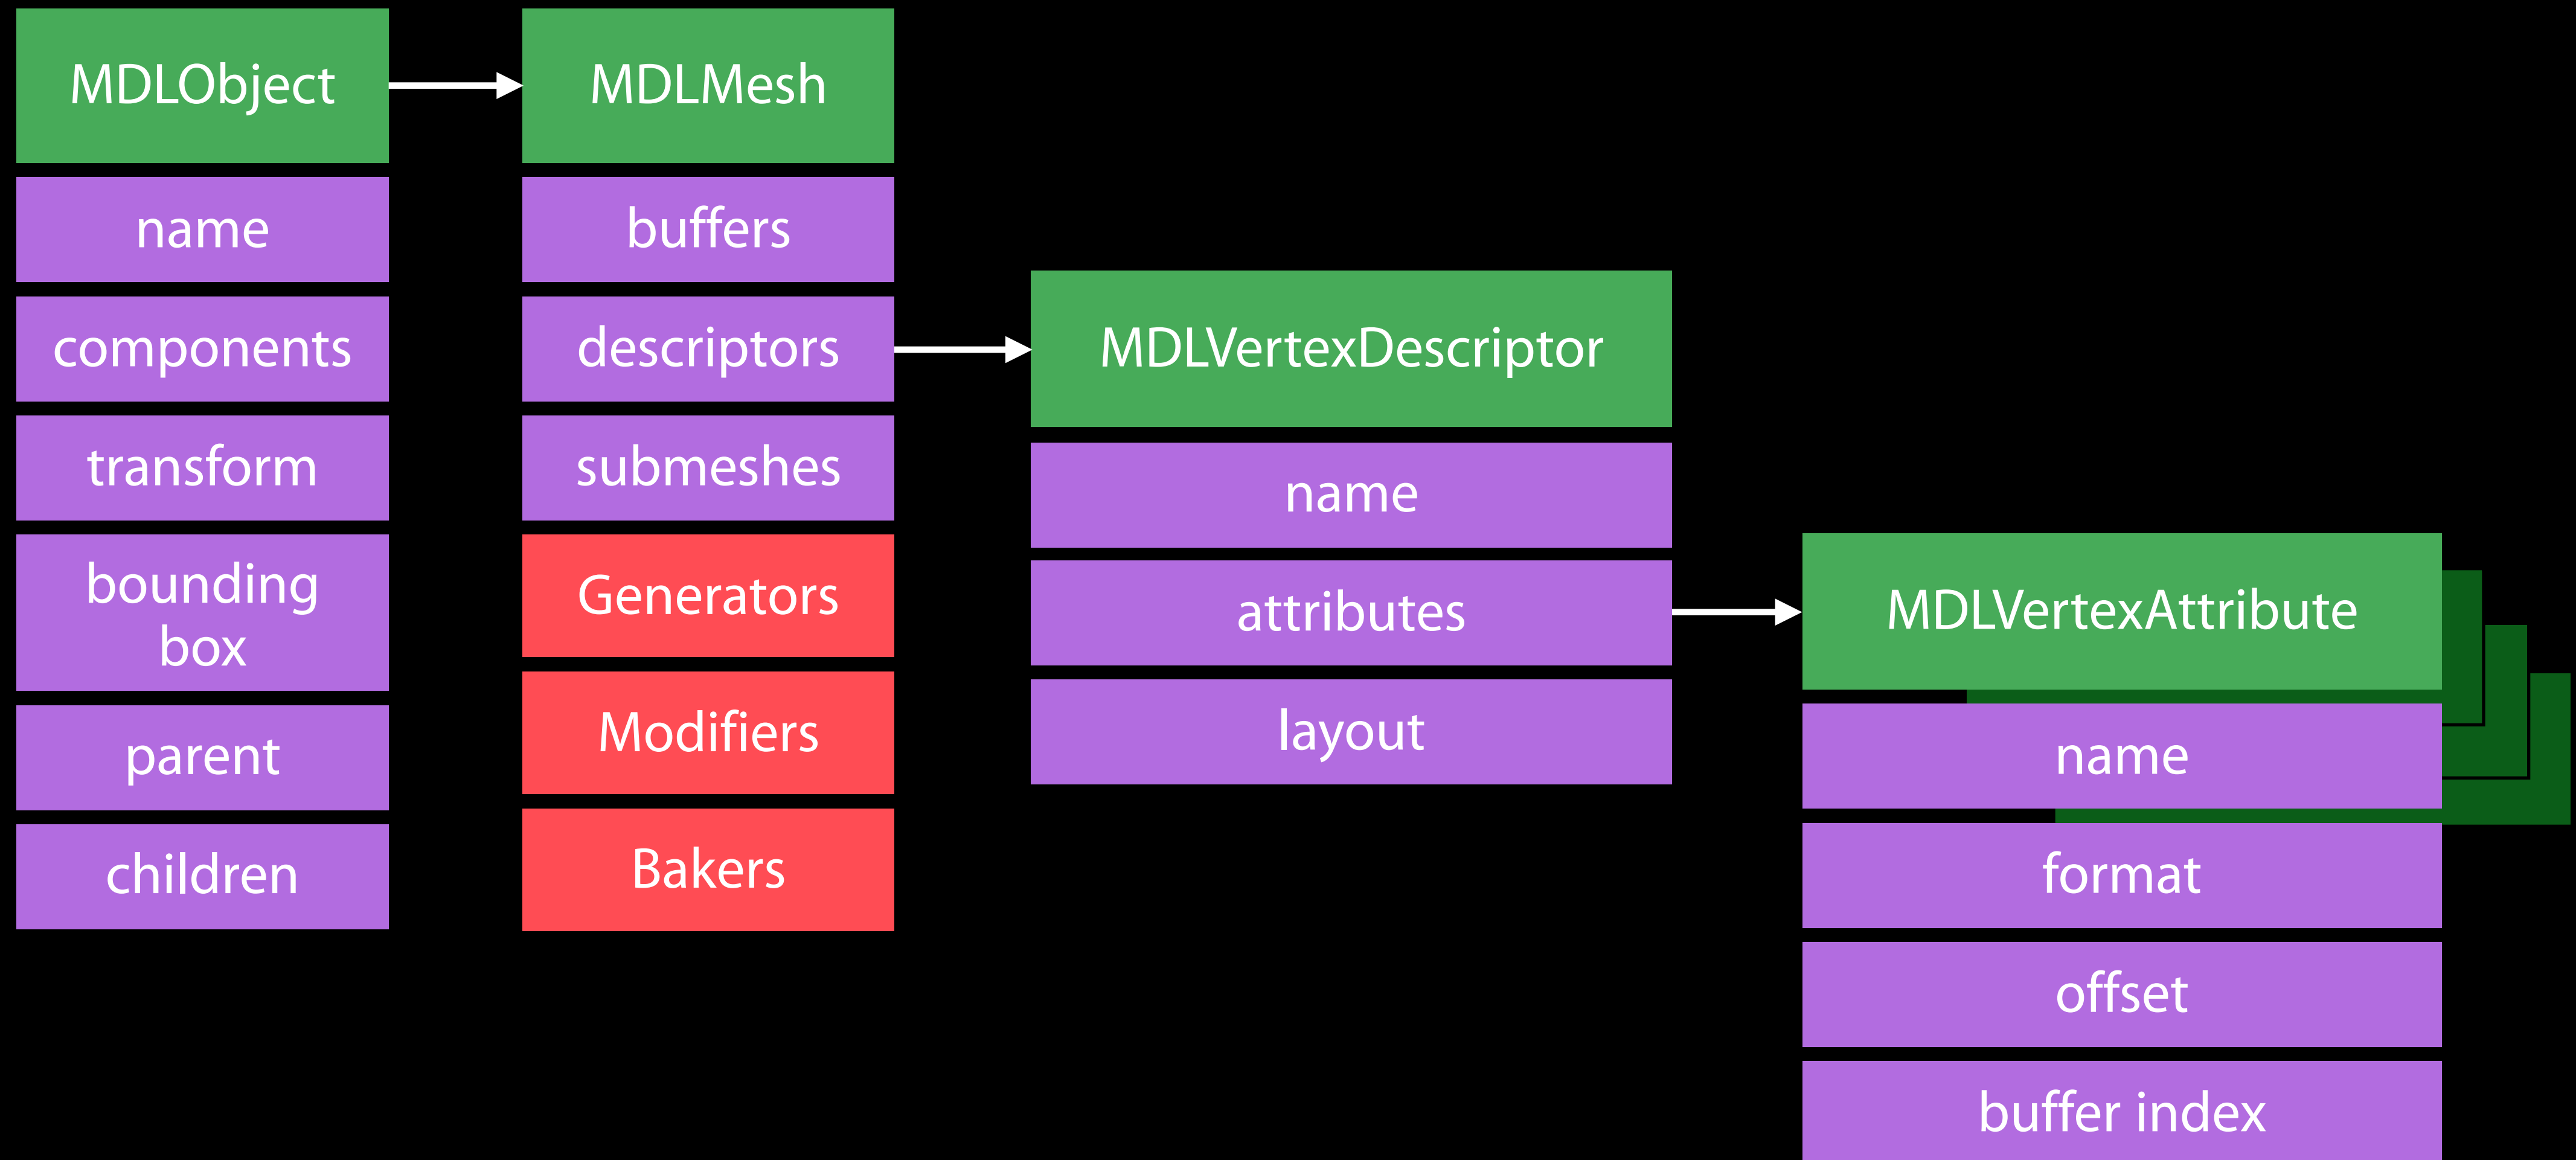 MDLObject
name
components
transform
bounding
box
parent
children
MDLMesh
buffers
descriptors
submeshes
Generators
Modifiers
Bakers
MDLVertexDescriptor
name
attributes
layout
MDLVertexAttribute
name
format
offset
buffer index